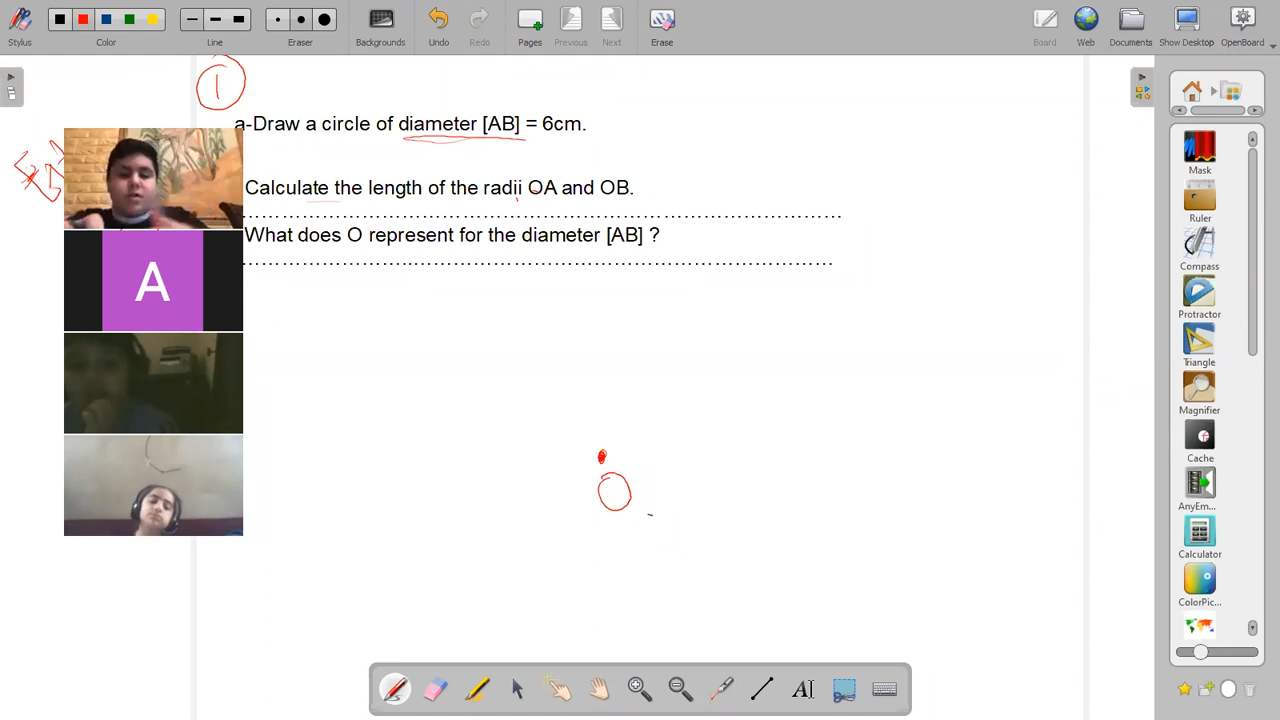 Stylus
Color
Line
Eraser
Backgrounds
Undo
Redo
Pages
Previous
Next
Erase
Board
Web
Documents
Show Desktop
OpenBoard
1
a-Draw a circle of diameter [AB] = 6cm.
Calculate the length of the radii OA and OB.
What does O represent for the diameter [AB] ?
A
O
Mask
Ruler
Compass
Protractor
Triangle
Magnifier
Cache
AnyEm...
Calculator
ColorPic...